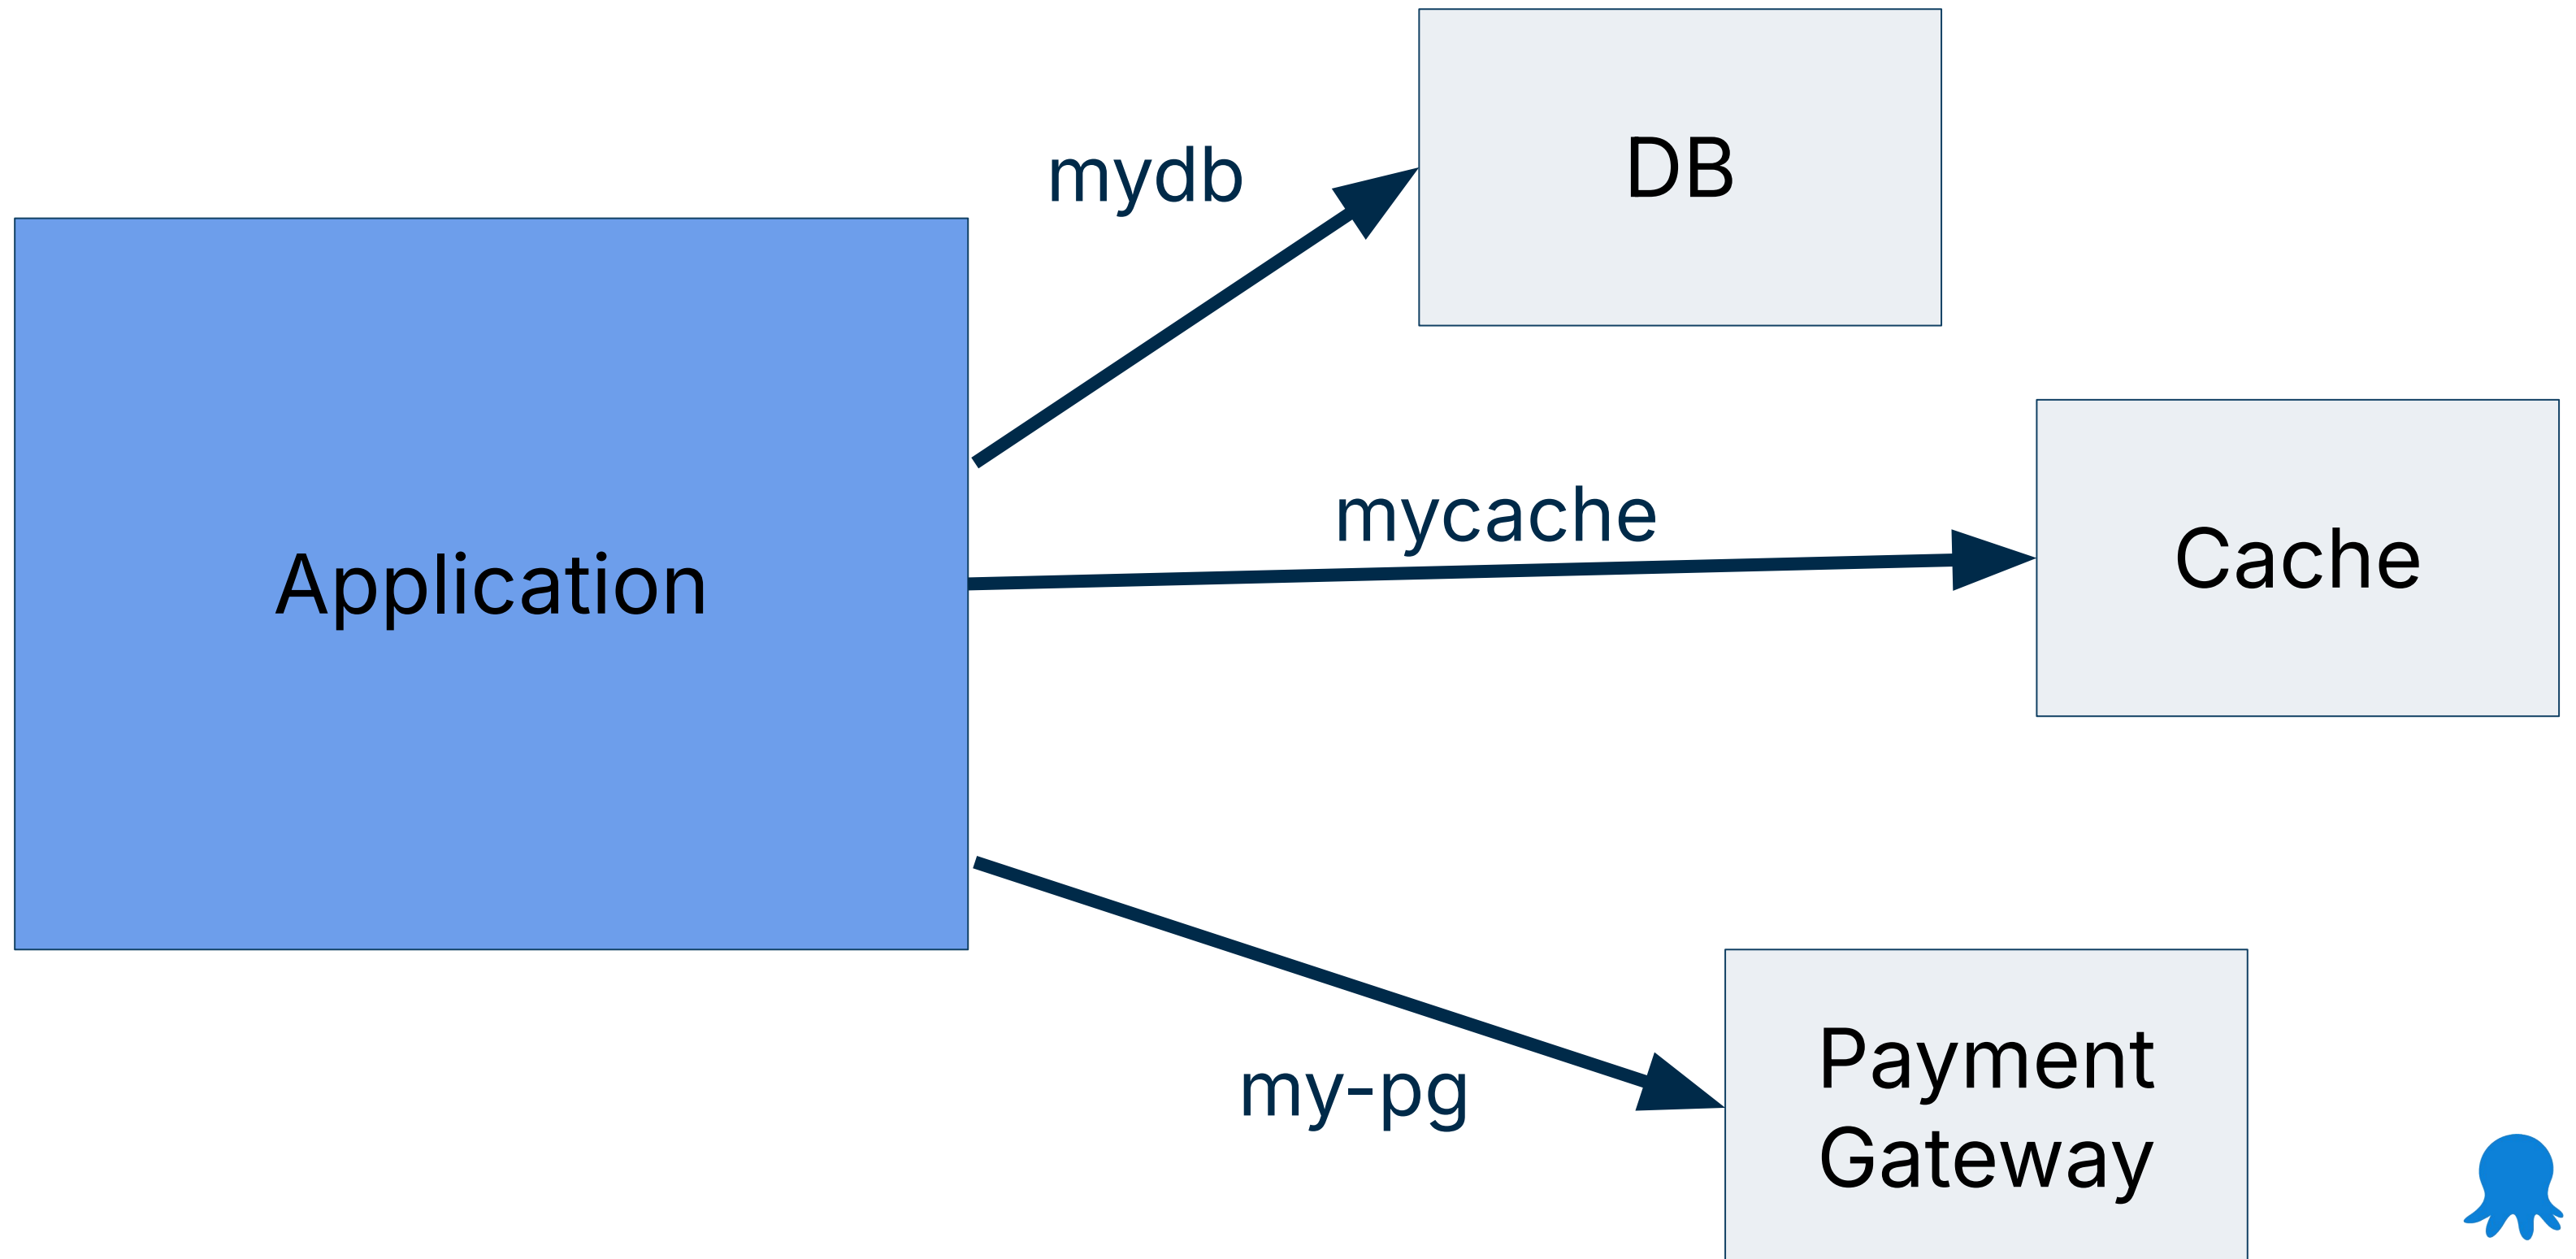 mydb
DB
Application
mycache
Cache
my-pg
Payment
Gateway